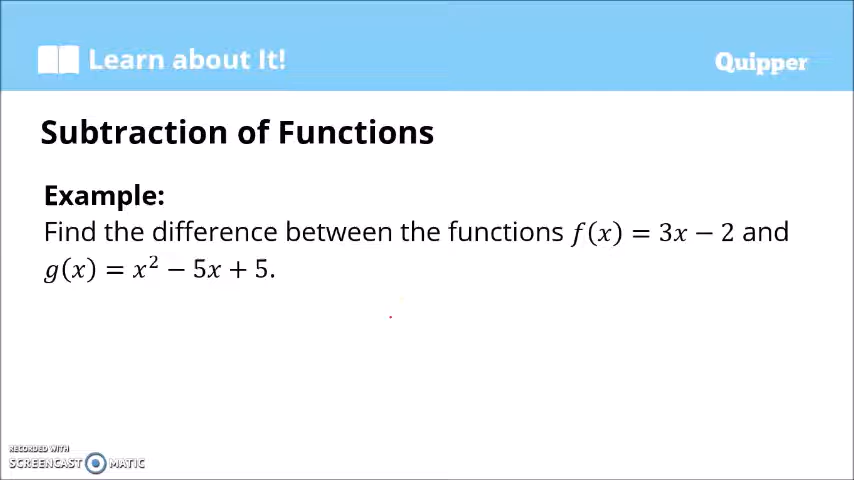 Learn about It!
Quipper
Subtraction of Functions
Example:
Find the difference between the functions f(x) = 3x − 2 and
g(x) = x² − 5x + 5.
RECORDED WITH
SCREENCAST MATIC